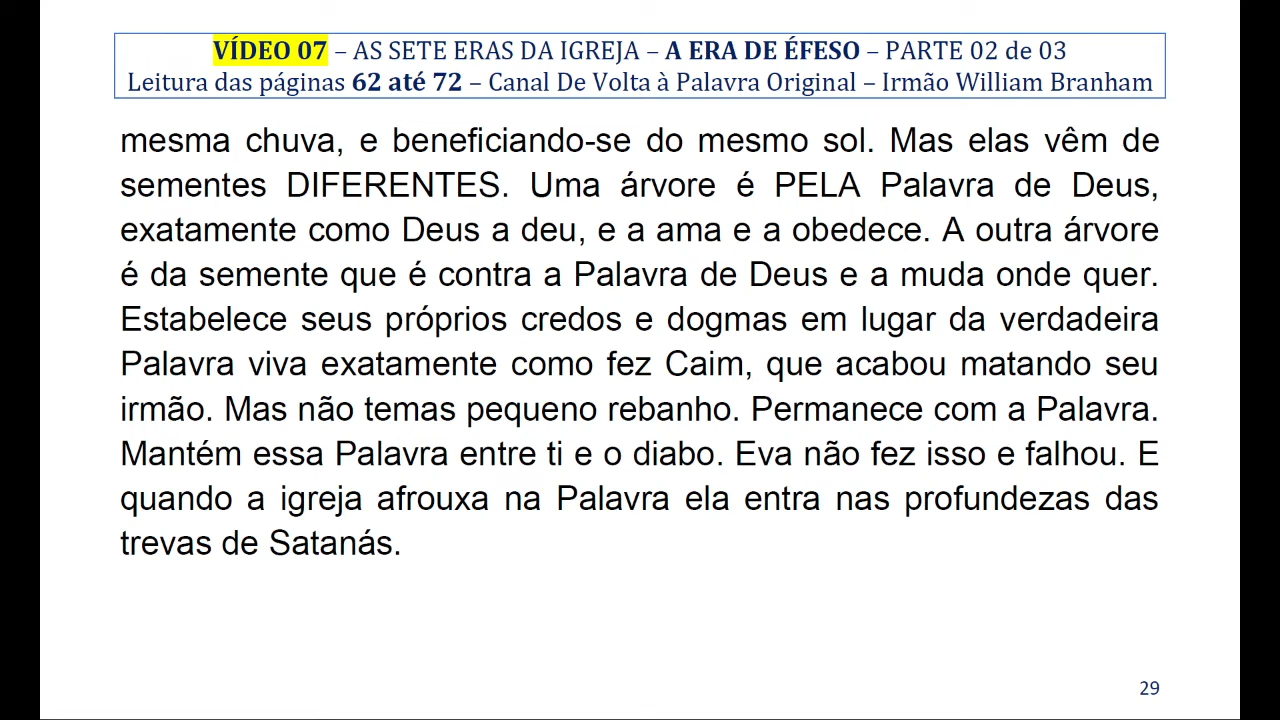 VÍDEO 07 – AS SETE ERAS DA IGREJA – A ERA DE ÉFESO – PARTE 02 de 03
Leitura das páginas 62 até 72 – Canal De Volta à Palavra Original – Irmão William Branham
mesma chuva, e beneficiando-se do mesmo sol. Mas elas vêm de
sementes DIFERENTES. Uma árvore é PELA Palavra de Deus,
exatamente como Deus a deu, e a ama e a obedece. A outra árvore
é da semente que é contra a Palavra de Deus e a muda onde quer.
Estabelece seus próprios credos e dogmas em lugar da verdadeira
Palavra viva exatamente como fez Caim, que acabou matando seu
irmão. Mas não temas pequeno rebanho. Permanece com a Palavra.
Mantém essa Palavra entre ti e o diabo. Eva não fez isso e falhou. E
quando a igreja afrouxa na Palavra ela entra nas profundezas das
trevas de Satanás.
29